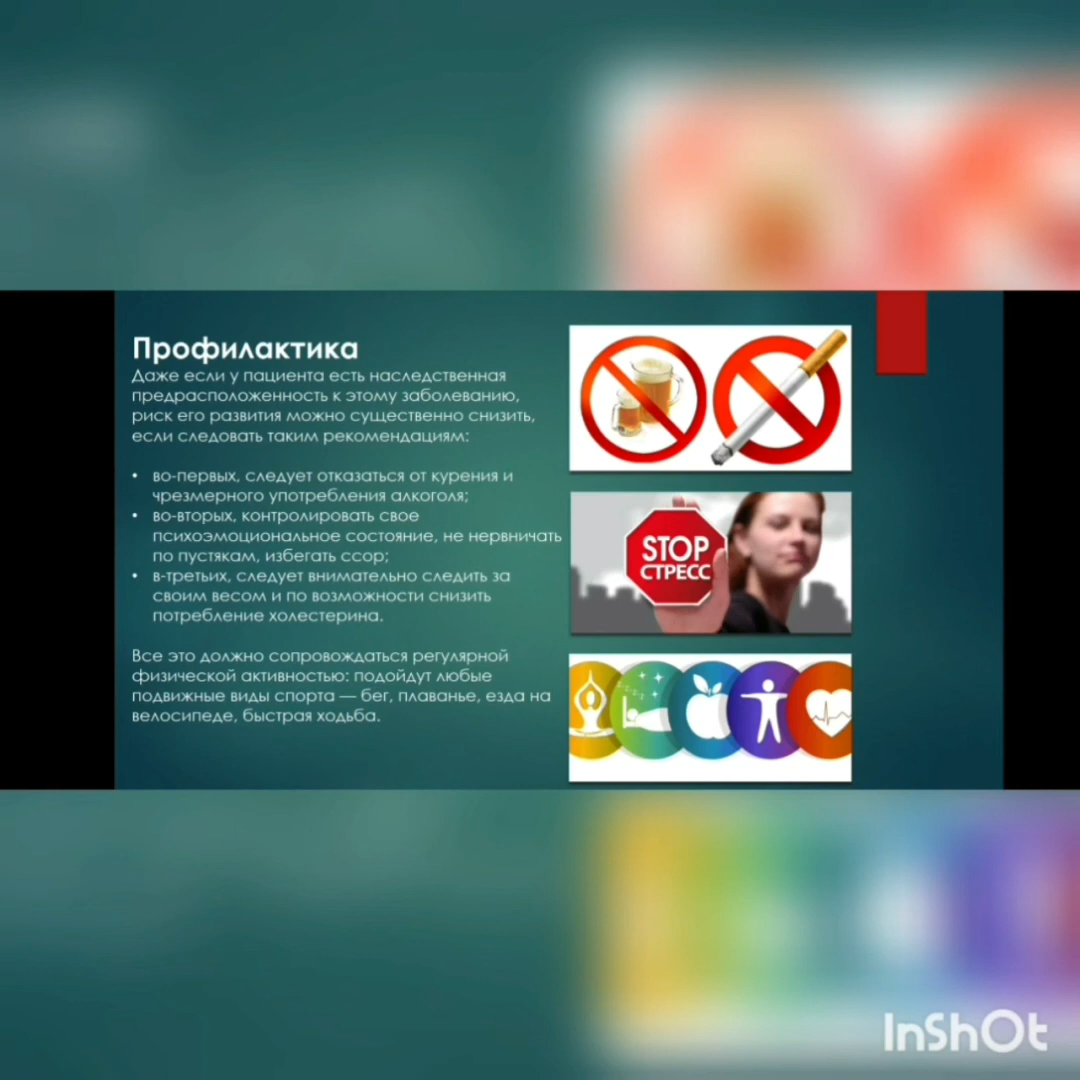 Профилактика
Даже если у пациента есть наследственная
предрасположенность к этому заболеванию,
риск его развития можно существенно снизить,
если следовать таким рекомендациям:
• во-первых, следует отказаться от курения и
чрезмерного употребления алкоголя;
• во-вторых, контролировать свое
психоэмоциональное состояние, не нервничать
по пустякам, избегать ссор;
• в-третьих, следует внимательно следить за
своим весом и по возможности снизить
потребление холестерина.
Все это должно сопровождаться регулярной
физической активностью: подойдут любые
подвижные виды спорта — бег, плаванье, езда на
велосипеде, быстрая ходьба.
STOP
СТРЕСС
InShOt